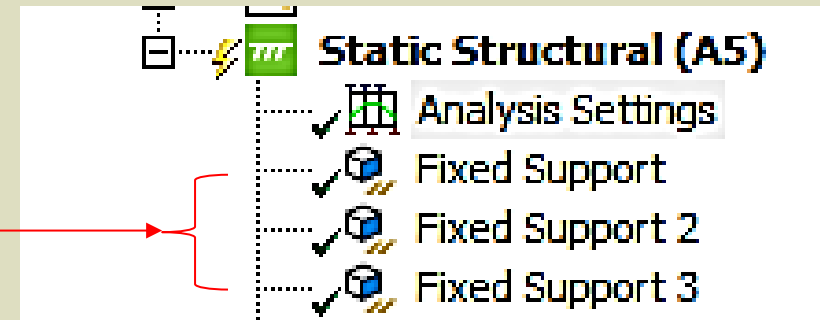 Static Structural (A5)
Analysis Settings
Fixed Support
Fixed Support 2
Fixed Support 3